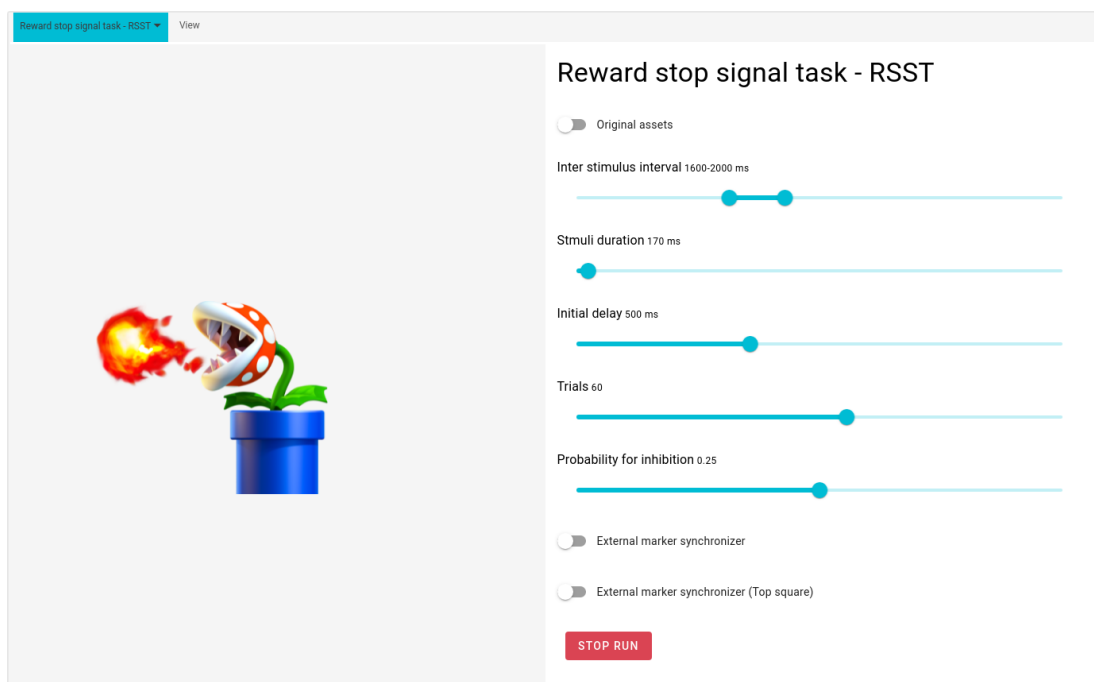 Reward stop signal task - RSST View
Reward stop signal task - RSST
Original assets
Inter stimulus interval 1600-2000 ms
Stmuli duration 170 ms
Initial delay 500 ms
Trials 60
Probability for inhibition 0.25
External marker synchronizer
External marker synchronizer (Top square)
STOP RUN